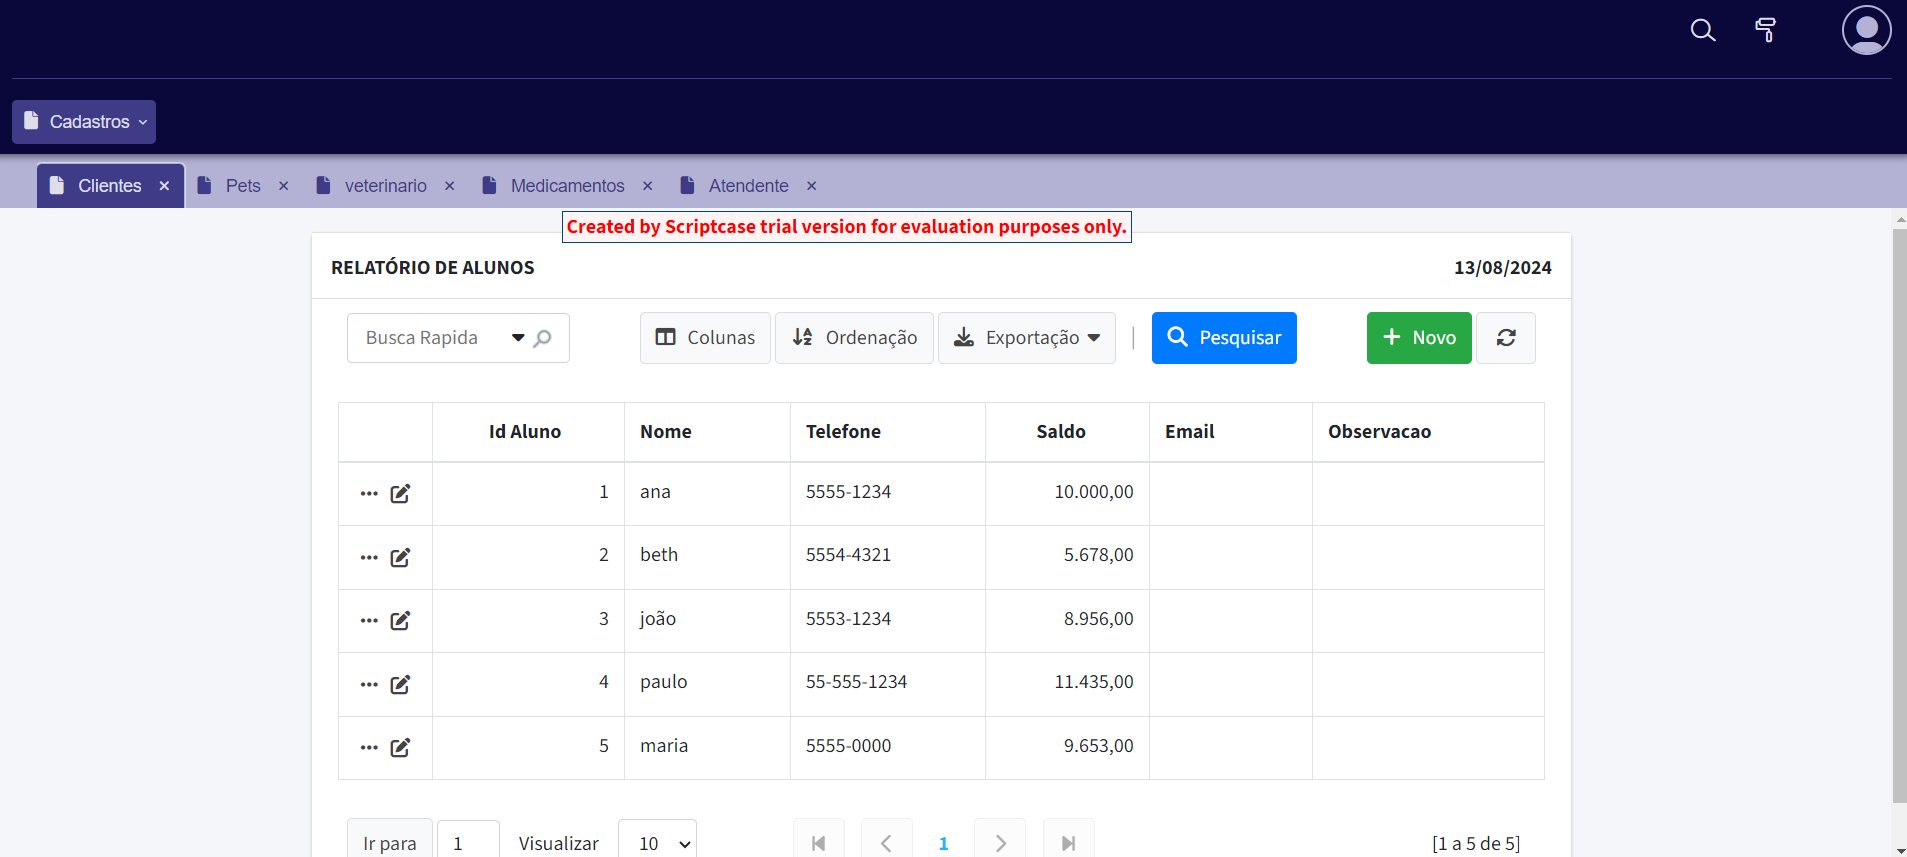 Cadastros
Clientes × Pets × veterinario × Medicamentos × Atendente ×
Created by Scriptcase trial version for evaluation purposes only.
RELATÓRIO DE ALUNOS 13/08/2024
Busca Rapida Colunas Ordenação Exportação Pesquisar + Novo
Id Aluno Nome Telefone Saldo Email Observacao
1 ana 5555-1234 10.000,00
2 beth 5554-4321 5.678,00
3 joão 5553-1234 8.956,00
4 paulo 55-555-1234 11.435,00
5 maria 5555-0000 9.653,00
Ir para 1 Visualizar 10 1 [1 a 5 de 5]